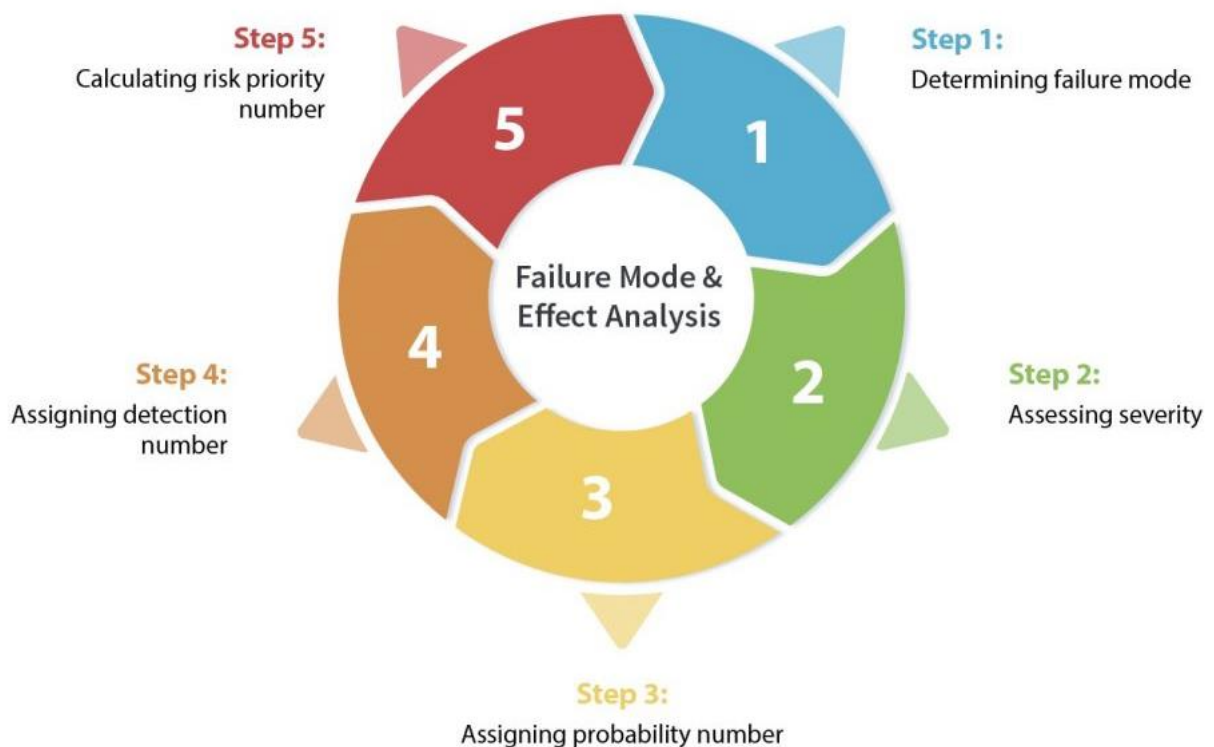 Step 5:
Calculating risk priority
number
Step 1:
Determining failure mode
5
1
Failure Mode &
Effect Analysis
4
2
Step 4:
Assigning detection
number
Step 2:
Assessing severity
3
Step 3:
Assigning probability number